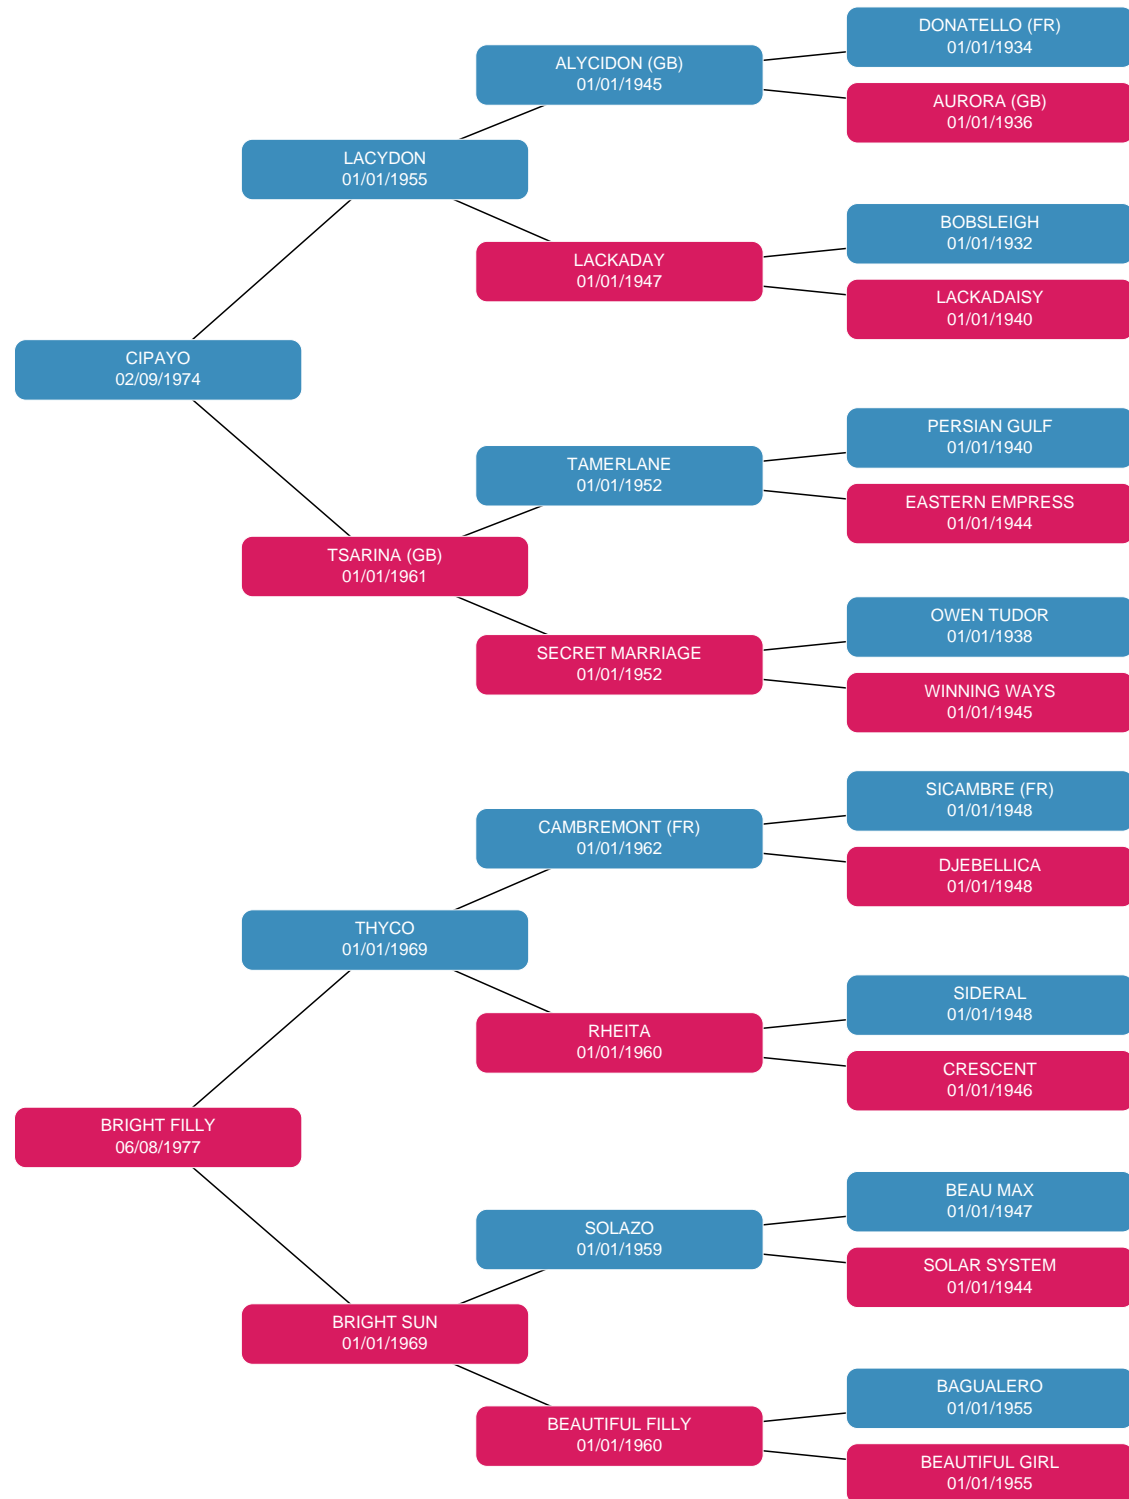 DONATELLO (FR)
01/01/1934
ALYCIDON (GB)
01/01/1945
AURORA (GB)
01/01/1936
LACYDON
01/01/1955
BOBSLEIGH
01/01/1932
LACKADAY
01/01/1947
LACKADAISY
01/01/1940
CIPAYO
02/09/1974
PERSIAN GULF
01/01/1940
TAMERLANE
01/01/1952
EASTERN EMPRESS
01/01/1944
TSARINA (GB)
01/01/1961
OWEN TUDOR
01/01/1938
SECRET MARRIAGE
01/01/1952
WINNING WAYS
01/01/1945
SICAMBRE (FR)
01/01/1948
CAMBREMONT (FR)
01/01/1962
DJEBELLICA
01/01/1948
THYCO
01/01/1969
SIDERAL
01/01/1948
RHEITA
01/01/1960
CRESCENT
01/01/1946
BRIGHT FILLY
06/08/1977
BEAU MAX
01/01/1947
SOLAZO
01/01/1959
SOLAR SYSTEM
01/01/1944
BRIGHT SUN
01/01/1969
BAGUALERO
01/01/1955
BEAUTIFUL FILLY
01/01/1960
BEAUTIFUL GIRL
01/01/1955